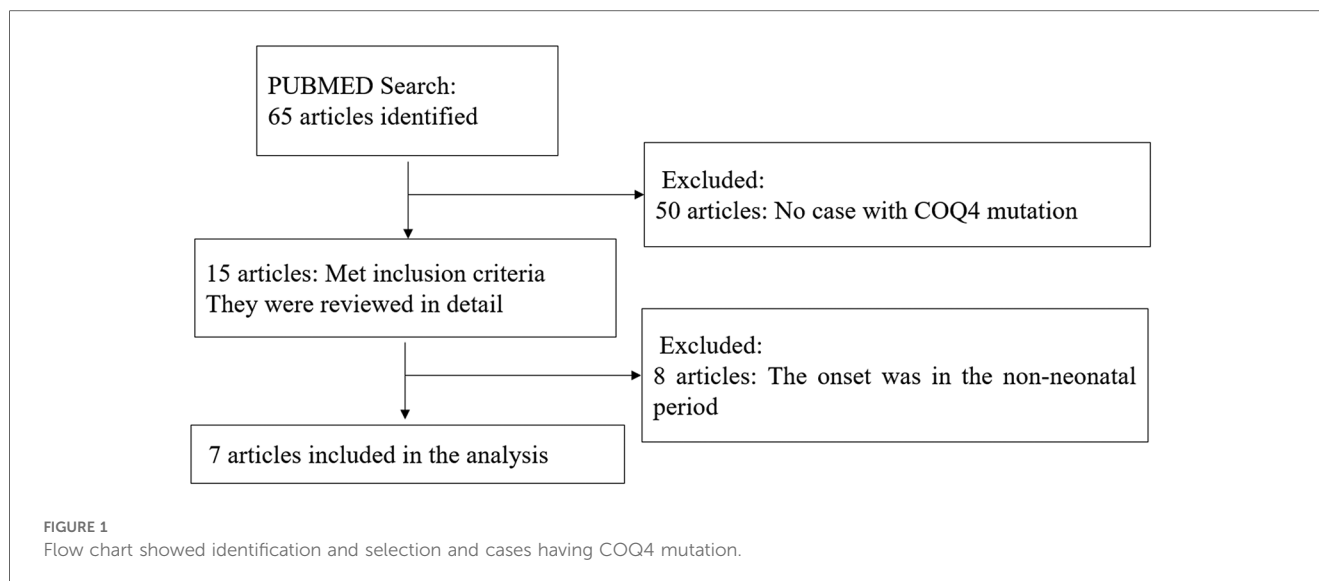 PUBMED Search:
65 articles identified
Excluded:
50 articles: No case with COQ4 mutation
15 articles: Met inclusion criteria
They were reviewed in detail
Excluded:
8 articles: The onset was in the non-neonatal
period
7 articles included in the analysis
FIGURE 1
Flow chart showed identification and selection and cases having COQ4 mutation.